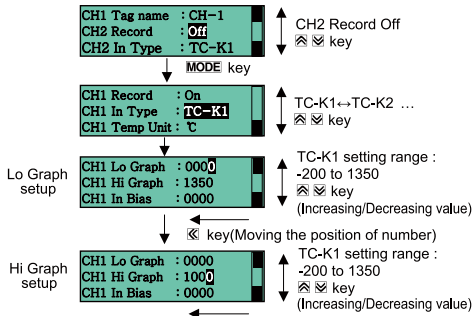 CH1 Tag name : CH-1
CH2 Record : Off
CH2 In Type : TC-K1
CH2 Record Off
key
MODE key
CH1 Record : On
CH1 In Type : TC-K1
CH1 Temp Unit : ℃
TC-K1↔TC-K2 …
key
Lo Graph
setup
CH1 Lo Graph : 0000
CH1 Hi Graph : 1350
CH1 In Bias : 0000
TC-K1 setting range :
-200 to 1350
key
(Increasing/Decreasing value)
key(Moving the position of number)
Hi Graph
setup
CH1 Lo Graph : 0000
CH1 Hi Graph : 1000
CH1 In Bias : 0000
TC-K1 setting range :
-200 to 1350
key
(Increasing/Decreasing value)